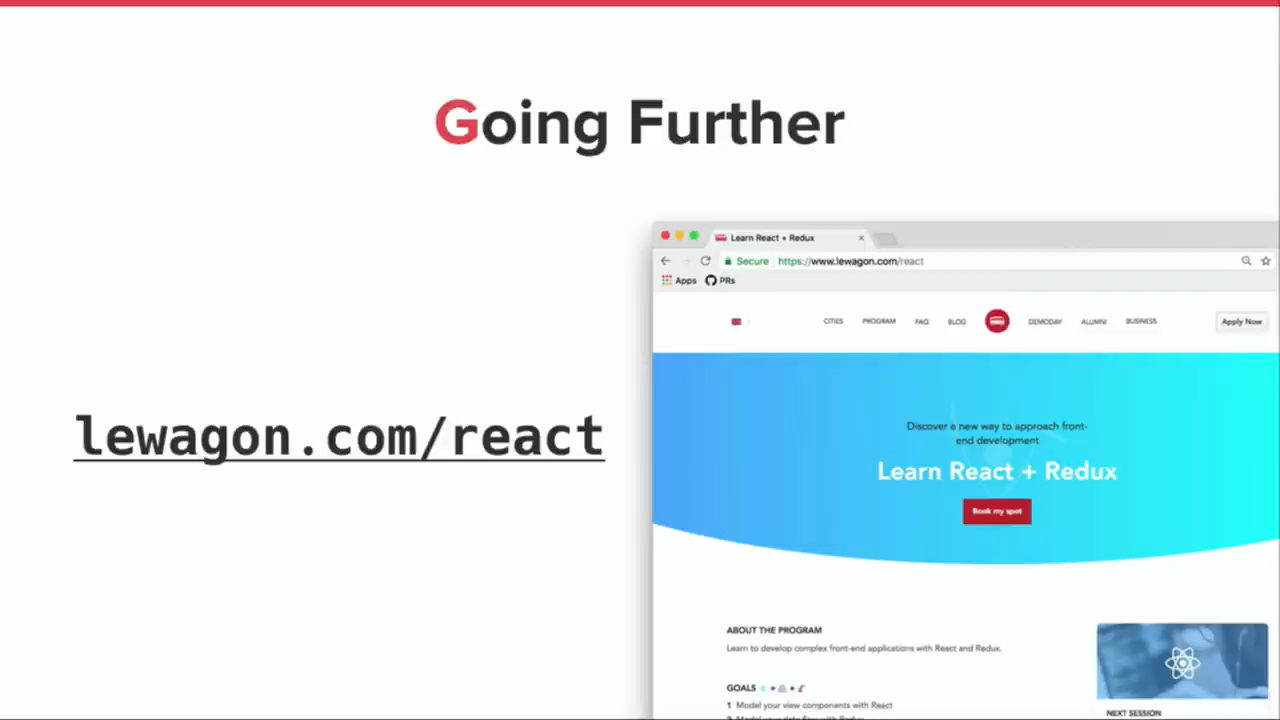 Going Further
lewagon.com/react
Learn React + Redux
Secure https://www.lewagon.com/react
Apps PRs
CITIES PROGRAM FAQ BLOG DEMODAY ALUMNI BUSINESS Apply Now
Discover a new way to approach front-
end development
Learn React + Redux
Book my spot
ABOUT THE PROGRAM
Learn to develop complex front-end applications with React and Redux.
GOALS + +
1 Model your view components with React
NEXT SESSION